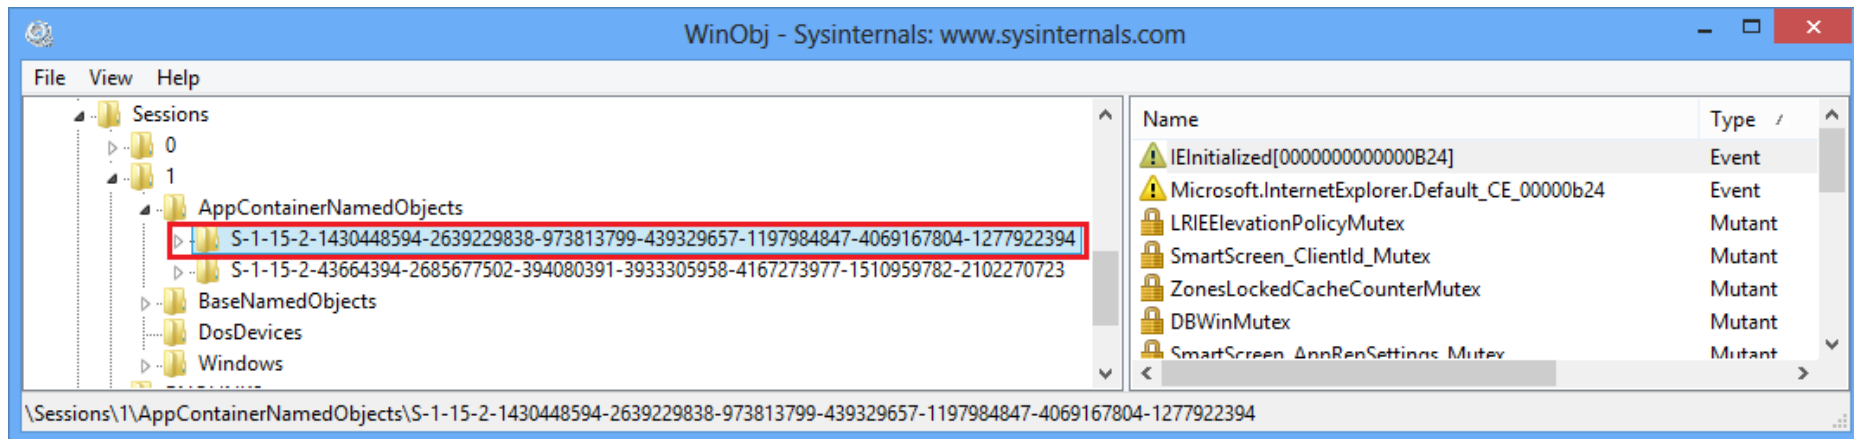 WinObj - Sysinternals: www.sysinternals.com
File View Help
Sessions
0
1
AppContainerNamedObjects
S-1-15-2-1430448594-2639229838-973813799-439329657-1197984847-4069167804-1277922394
S-1-15-2-43664394-2685677502-394080391-3933305958-4167273977-1510959782-2102270723
BaseNamedObjects
DosDevices
Windows
Name Type
IEInitialized[0000000000000B24] Event
Microsoft.InternetExplorer.Default_CE_00000b24 Event
LRIEElevationPolicyMutex Mutant
SmartScreen_ClientId_Mutex Mutant
ZonesLockedCacheCounterMutex Mutant
DBWinMutex Mutant
SmartScreen_AppRepSettings_Mutex Mutant
\Sessions\1\AppContainerNamedObjects\S-1-15-2-1430448594-2639229838-973813799-439329657-1197984847-4069167804-1277922394